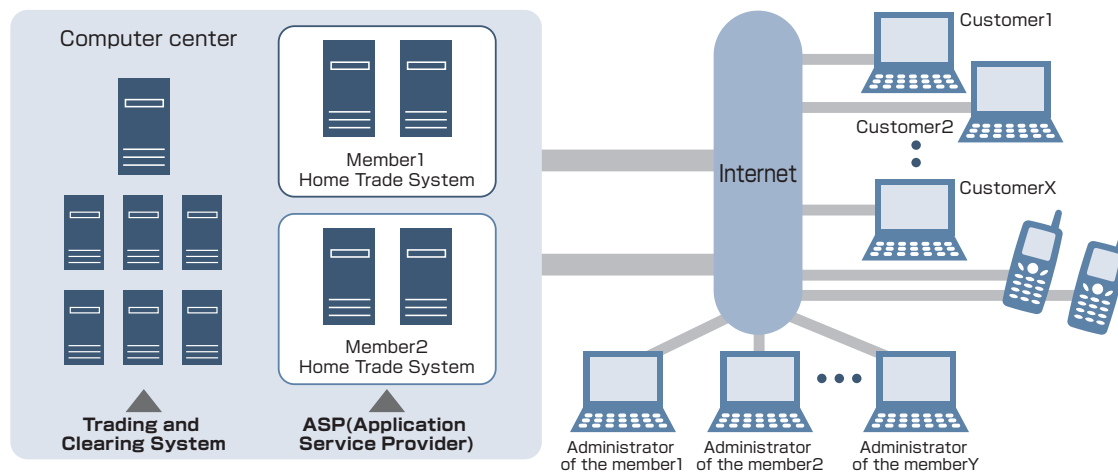 Computer center
Member1
Home Trade System
Member2
Home Trade System
Trading and
Clearing System
ASP(Application
Service Provider)
Internet
Customer1
Customer2
CustomerX
Administrator
of the member1
Administrator
of the member2
Administrator
of the memberY